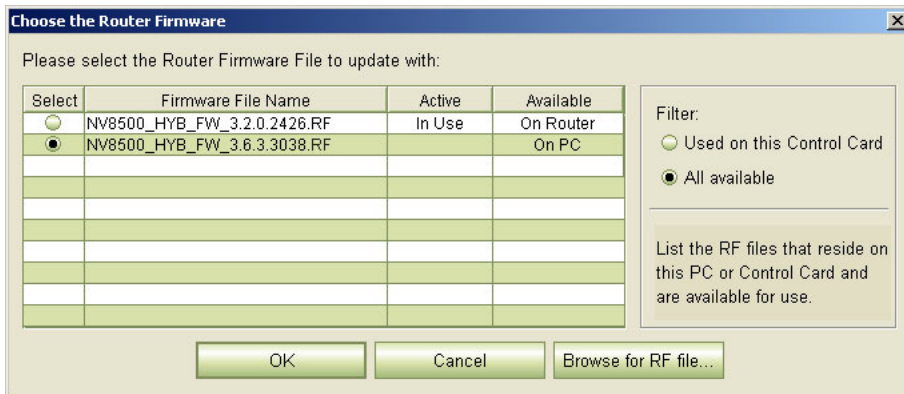 Choose the Router Firmware
Please select the Router Firmware File to update with:
Select Firmware File Name Active Available
NV8500_HYB_FW_3.2.0.2426.RF In Use On Router
NV8500_HYB_FW_3.6.3.3038.RF On PC
Filter:
Used on this Control Card
All available
List the RF files that reside on
this PC or Control Card and
are available for use.
OK Cancel Browse for RF file...